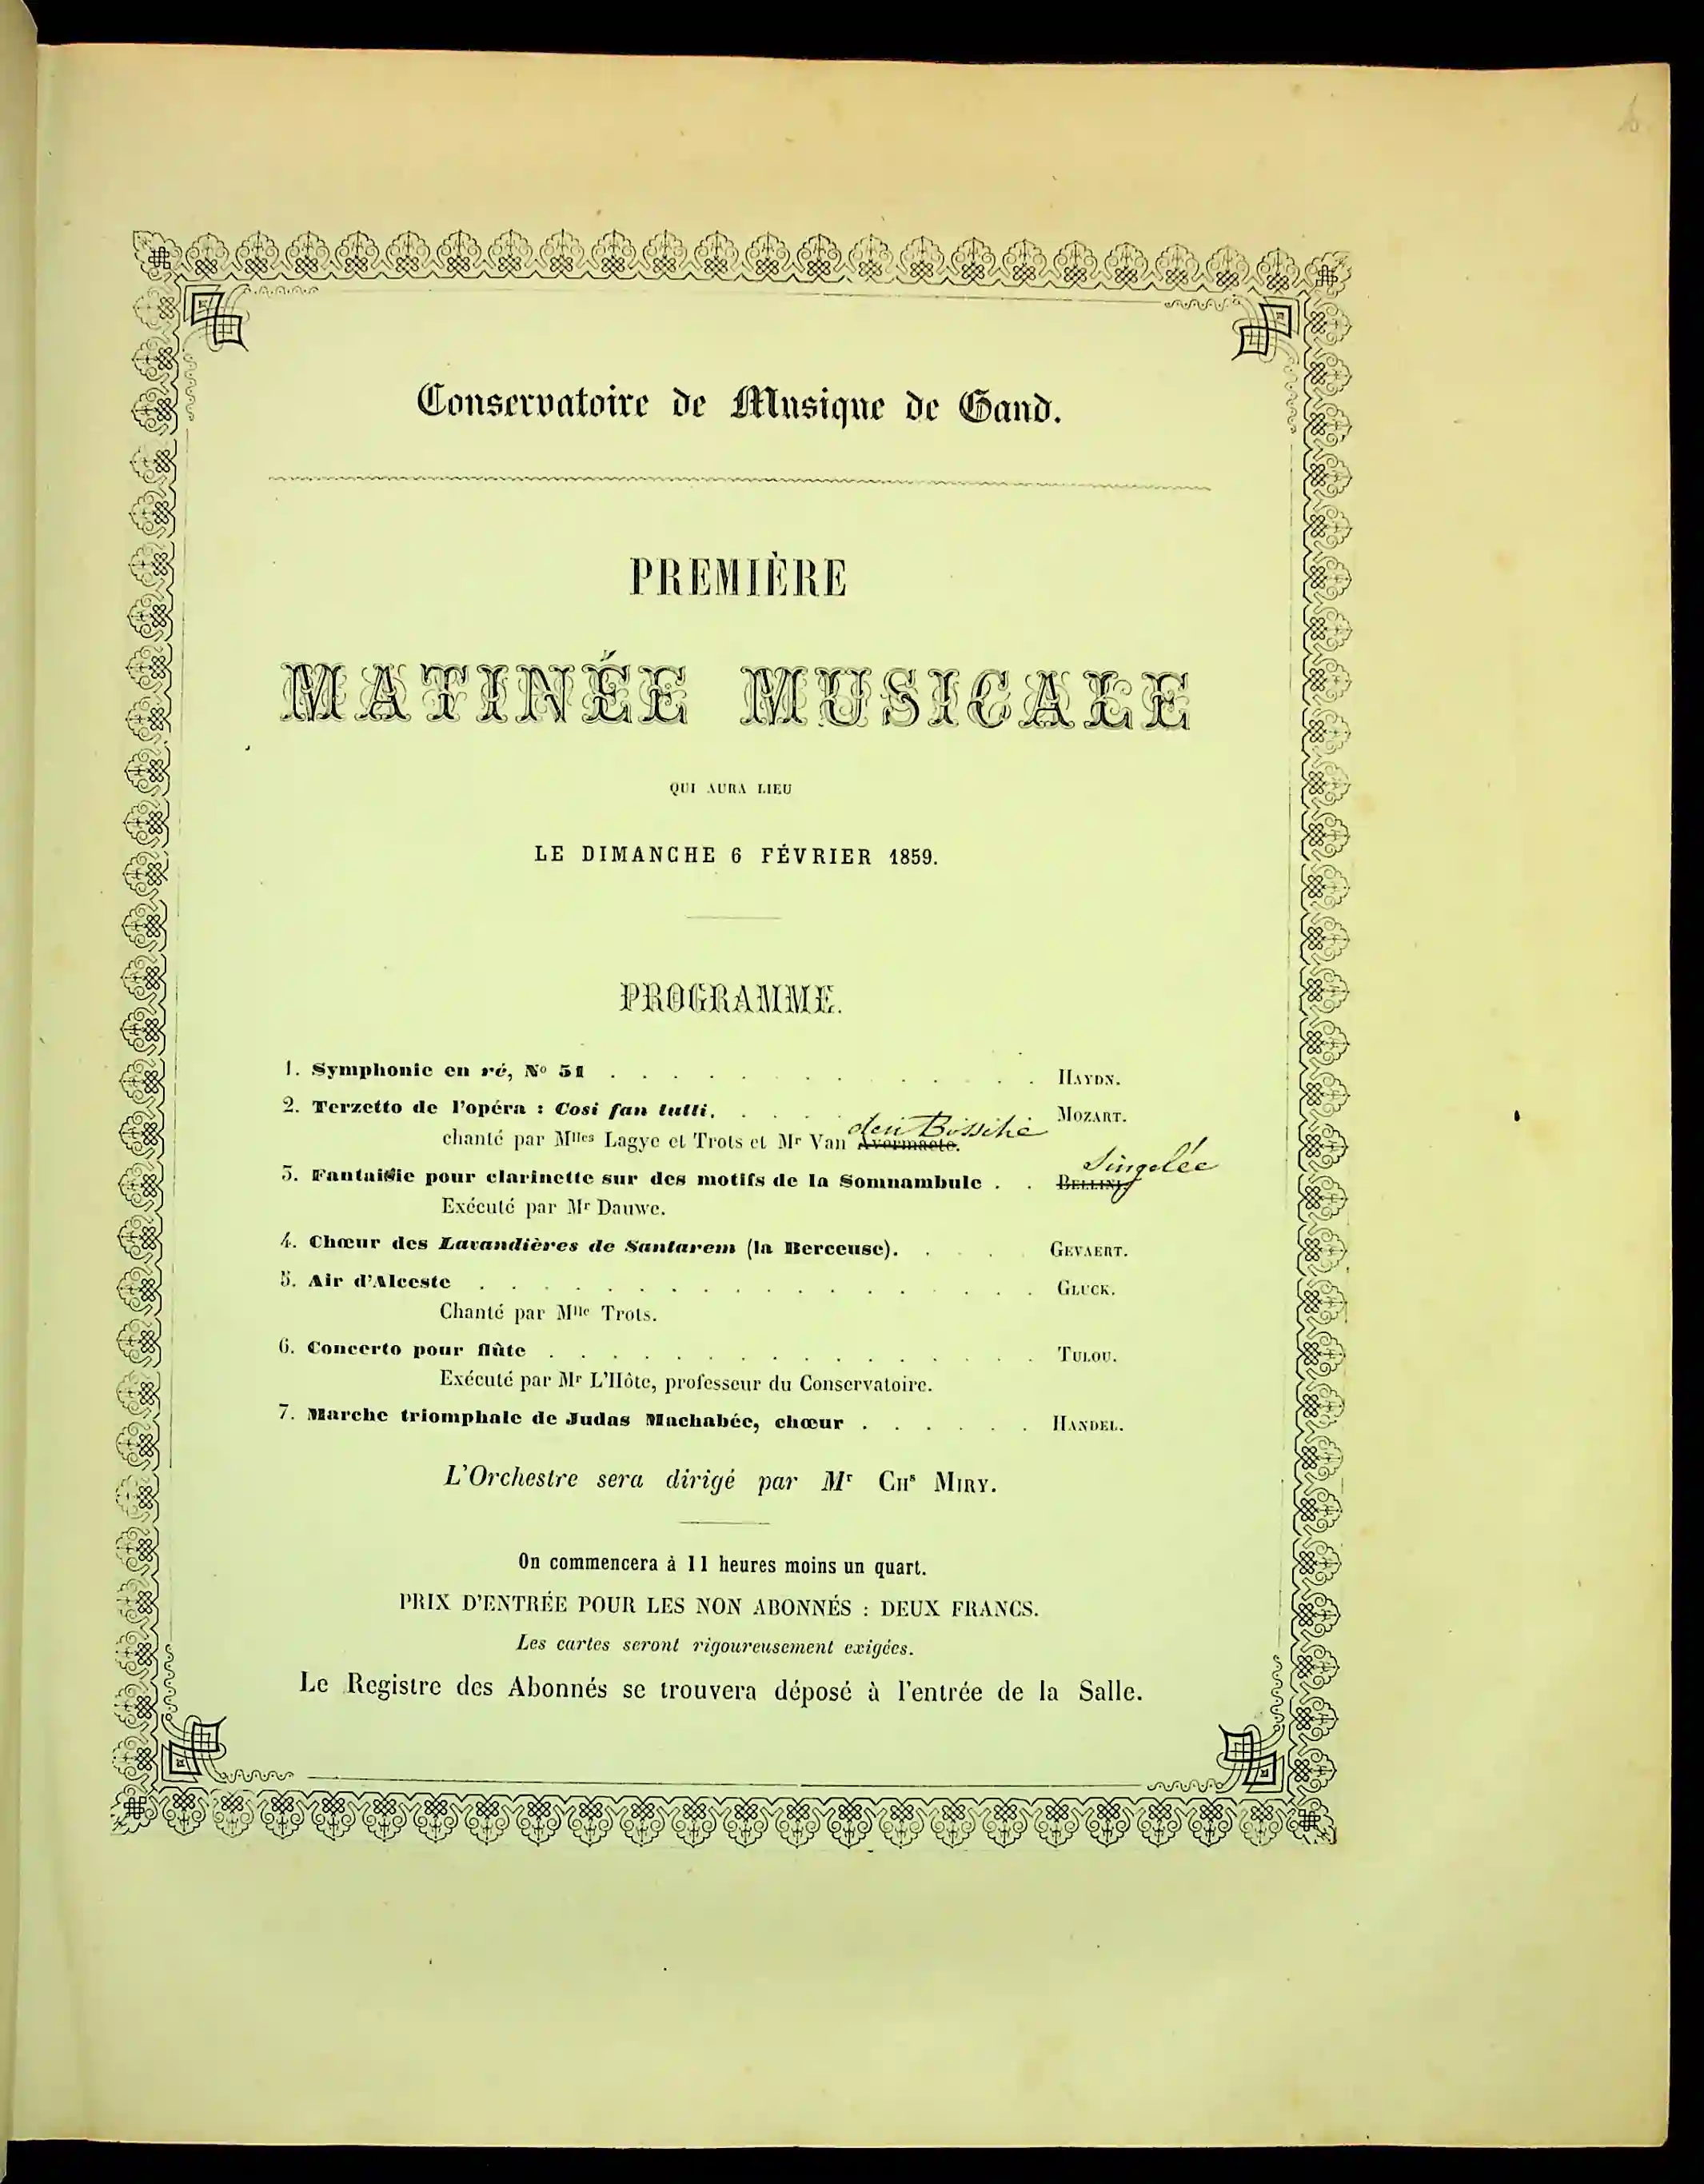 Conservatoire de Musique de Gand.
PREMIÈRE
MATINÉE MUSICALE
QUI AURA LIEU
LE DIMANCHE 6 FÉVRIER 1859.
PROGRAMME.
1. Symphonie en ré, No 51 . . . . . . . . . . . . . . HAYDN.
2. Terzetto de l'opéra : Cosi fan tutti. . . . . MOZART.
den Bossche
chanté par Mlles Lagye et Trots et Mr Van Avermaete.
Singelée
3. Fantaisie pour clarinette sur des motifs de la Somnambule . . BELLINI.
Exécuté par Mr Dauwe.
4. Chœur des Lavandières de Santarem (la Berceuse). . . . . GEVAERT.
5. Air d'Alceste . . . . . . . . . . . . . . . . . GLUCK.
Chanté par Mlle Trots.
6. Concerto pour flûte . . . . . . . . . . . . . . . . TULOU.
Exécuté par Mr L'Hôte, professeur du Conservatoire.
7. Marche triomphale de Judas Machabée, chœur . . . . . . HANDEL.
L'Orchestre sera dirigé par Mr CHs MIRY.
On commencera à 11 heures moins un quart.
PRIX D'ENTRÉE POUR LES NON ABONNÉS : DEUX FRANCS.
Les cartes seront rigoureusement exigées.
Le Registre des Abonnés se trouvera déposé à l'entrée de la Salle.